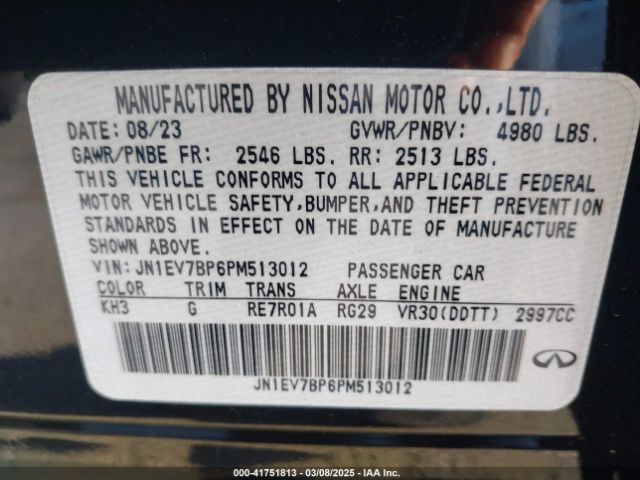 MANUFACTURED BY NISSAN MOTOR CO.,LTD.
DATE: 08/23 GVWR/PNBV: 4980 LBS.
GAWR/PNBE FR: 2546 LBS. RR: 2513 LBS.
THIS VEHICLE CONFORMS TO ALL APPLICABLE FEDERAL
MOTOR VEHICLE SAFETY,BUMPER,AND THEFT PREVENTION
STANDARDS IN EFFECT ON THE DATE OF MANUFACTURE
SHOWN ABOVE.
VIN: JN1EV7BP6PM513012 PASSENGER CAR
COLOR TRIM TRANS AXLE ENGINE
KH3 G RE7R01A RG29 VR30(DDTT) 2997CC
JN1EV7BP6PM513012
00-41751813 / 03/08/2025 - IAA Inc.